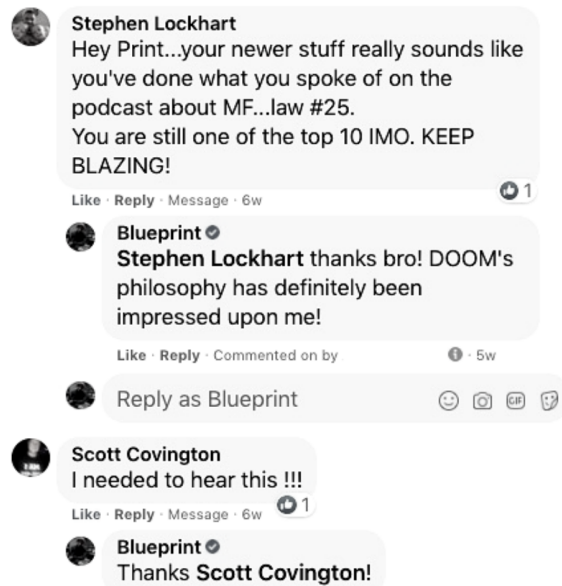 Stephen Lockhart
Hey Print...your newer stuff really sounds like
you've done what you spoke of on the
podcast about MF...law #25.
You are still one of the top 10 IMO. KEEP
BLAZING!
1
Like · Reply · Message · 6w
Blueprint
Stephen Lockhart thanks bro! DOOM's
philosophy has definitely been
impressed upon me!
Like · Reply · Commented on by · 5w
Reply as Blueprint GIF
Scott Covington
I needed to hear this !!!
1
Like · Reply · Message · 6w
Blueprint
Thanks Scott Covington!